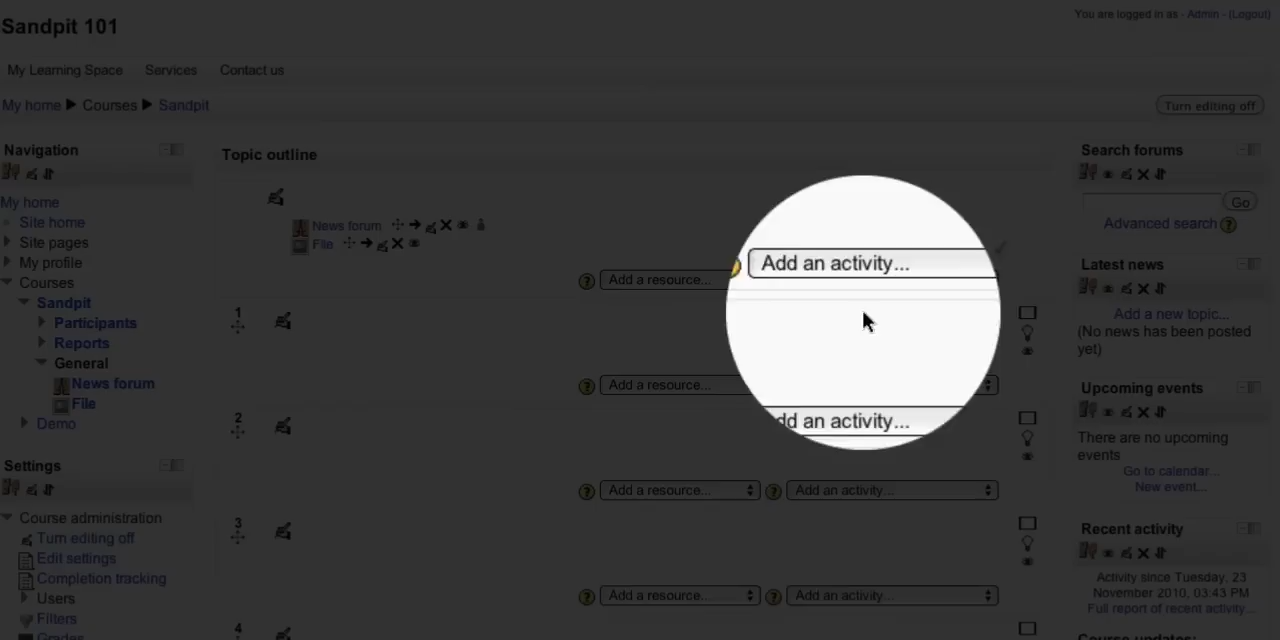 Sandpit 101
You are logged in as - Admin - (Logout)
My Learning Space Services Contact us
My home Courses Sandpit
Turn editing off
Navigation
My home
Site home
Site pages
My profile
Courses
Sandpit
Participants
Reports
General
News forum
File
Demo
Settings
Course administration
Turn editing off
Edit settings
Completion tracking
Users
Filters
Grades
Topic outline
News forum
File
Add a resource...
Add an activity...
1
Add a resource...
dd an activity...
2
Add a resource... Add an activity...
3
Add a resource... Add an activity...
4
Search forums
Go
Advanced search
Latest news
Add a new topic...
(No news has been posted
yet)
Upcoming events
There are no upcoming
events
Go to calendar...
New event...
Recent activity
Activity since Tuesday, 23
November 2010, 03:43 PM
Full report of recent activity...
Course updates: